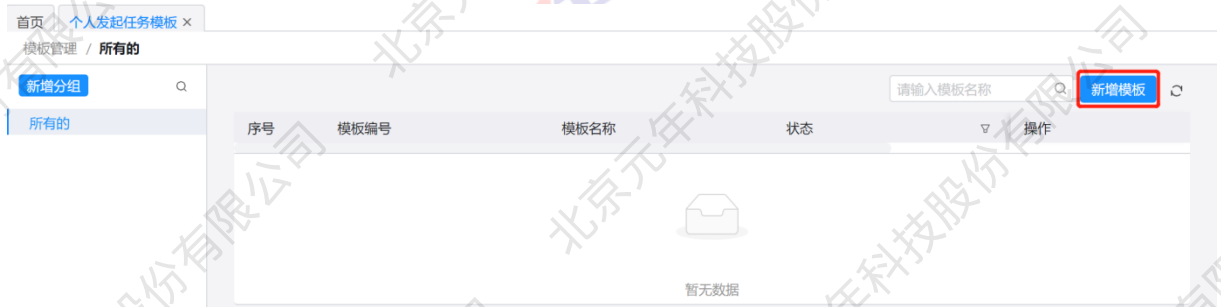 首页 个人发起任务模板 ×
模板管理 / 所有的
新增分组 请输入模板名称 新增模板
所有的
序号 模板编号 模板名称 状态 操作
暂无数据
北京元年科技股份有限公司